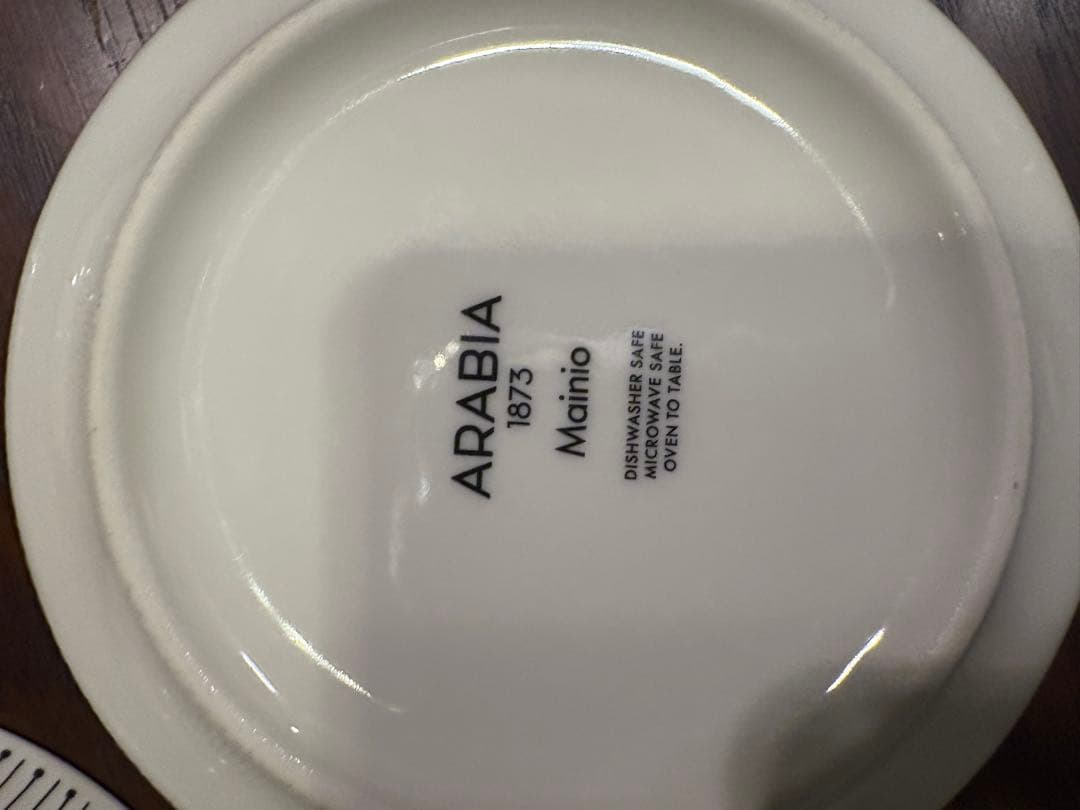 ARABIA
1873
Mainio
DISHWASHER SAFE
MICROWAVE SAFE
OVEN TO TABLE.